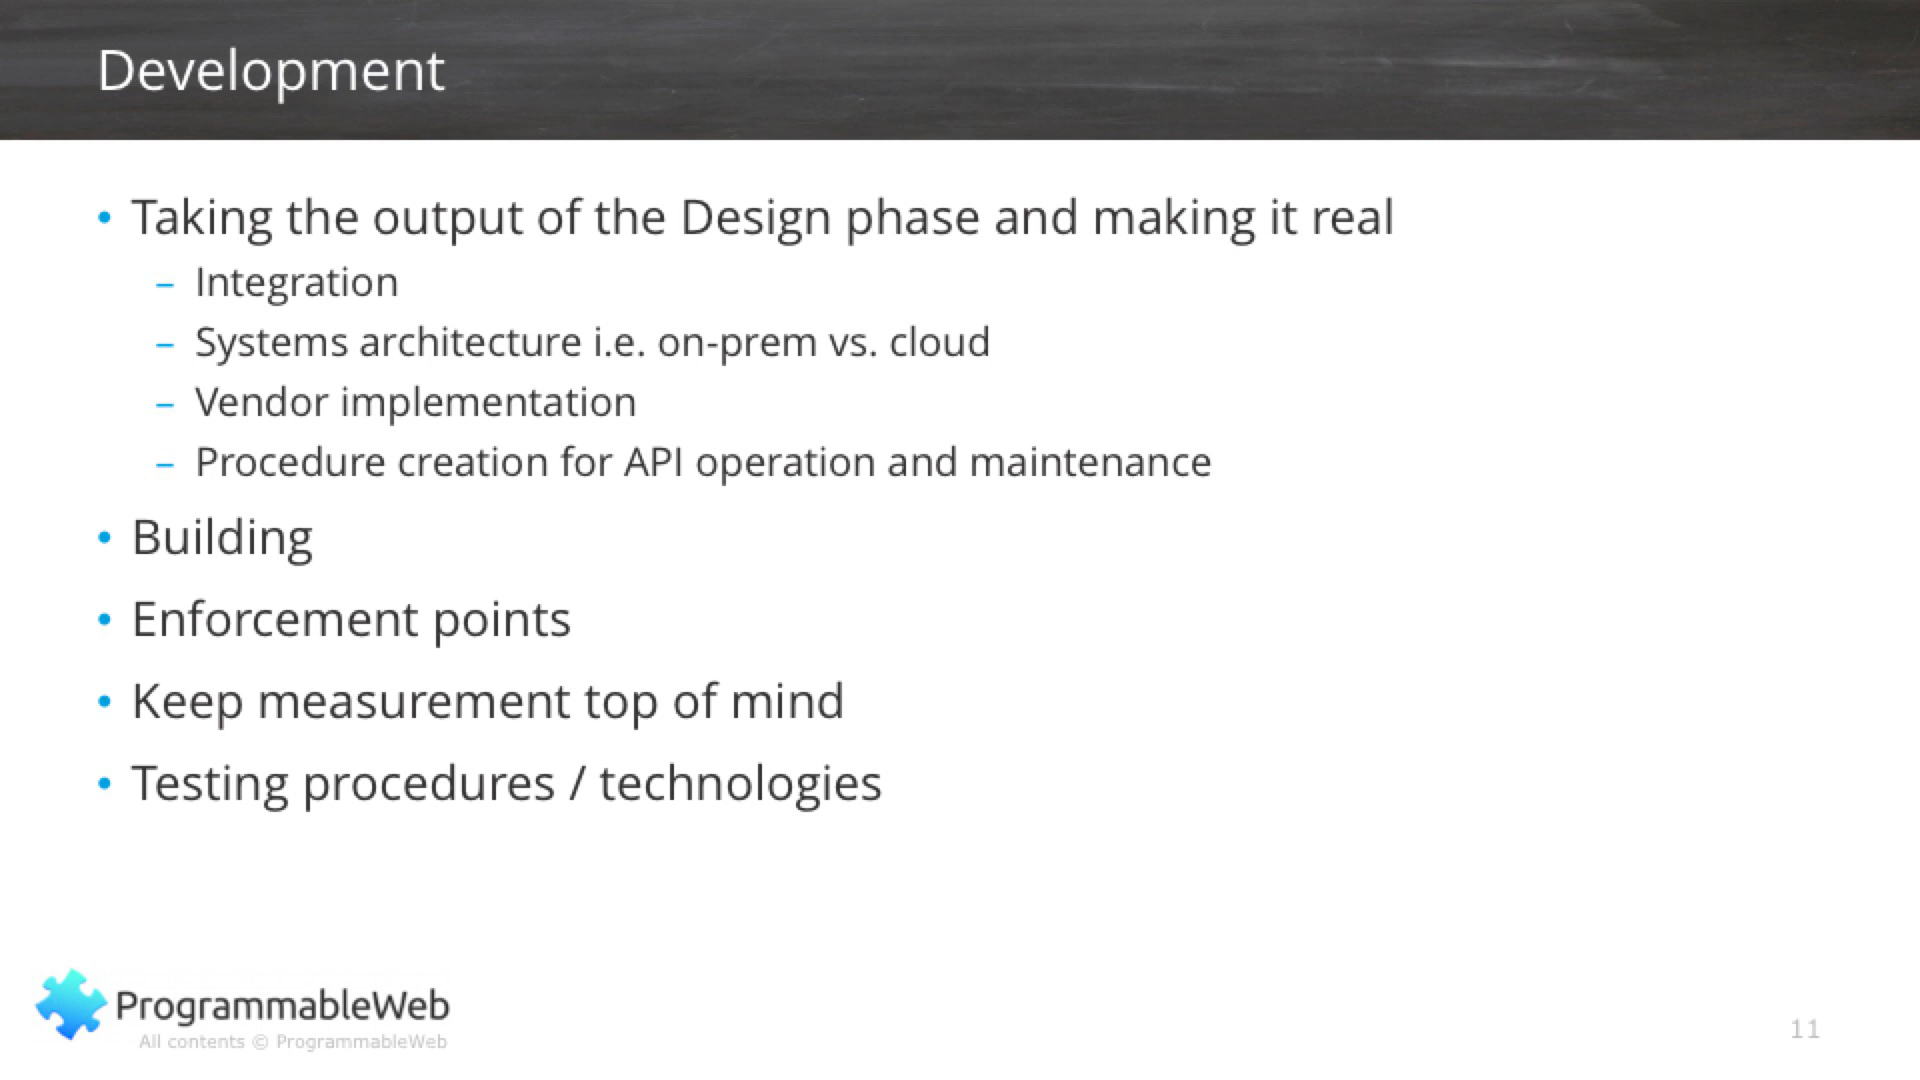 Development
• Taking the output of the Design phase and making it real
– Integration
– Systems architecture i.e. on-prem vs. cloud
– Vendor implementation
– Procedure creation for API operation and maintenance
• Building
• Enforcement points
• Keep measurement top of mind
• Testing procedures / technologies
ProgrammableWeb
All contents © ProgrammableWeb
11